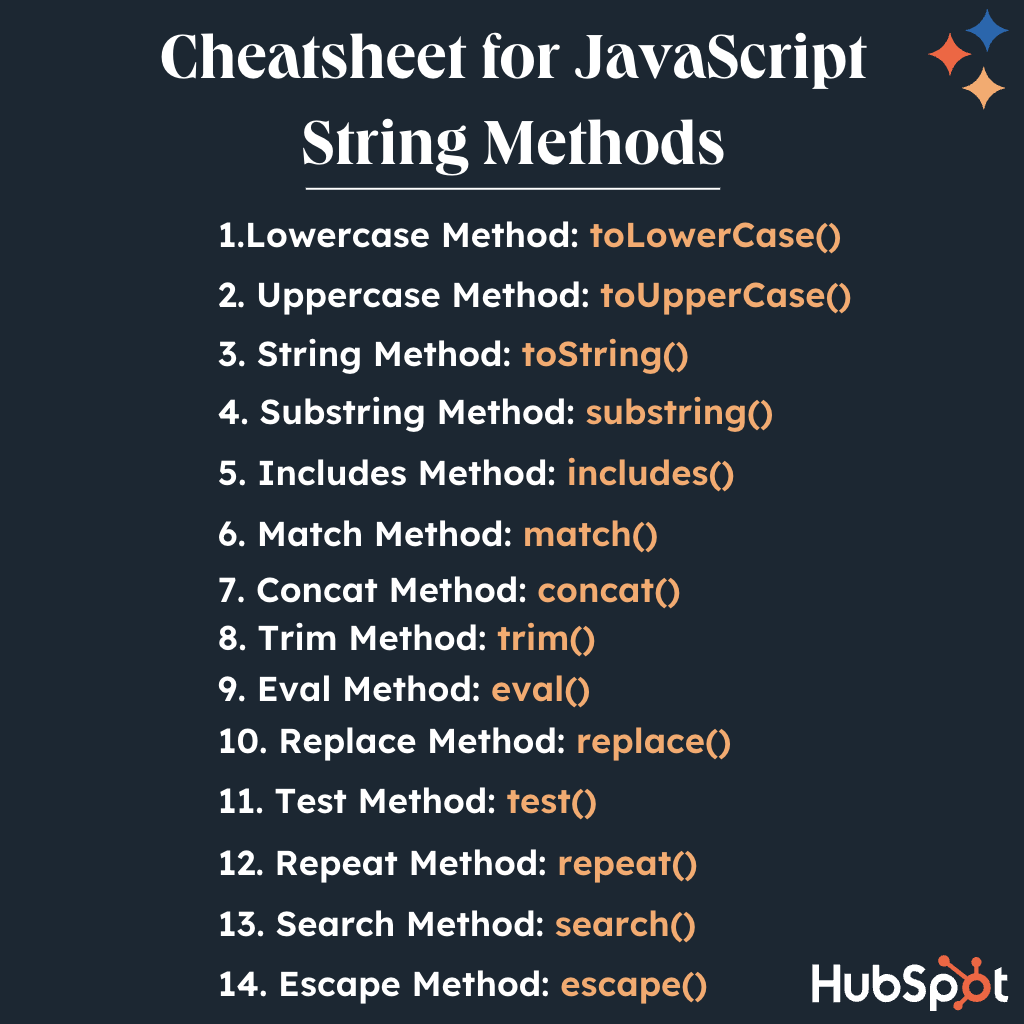 Cheatsheet for JavaScript
String Methods
1.Lowercase Method: toLowerCase()
2. Uppercase Method: toUpperCase()
3. String Method: toString()
4. Substring Method: substring()
5. Includes Method: includes()
6. Match Method: match()
7. Concat Method: concat()
8. Trim Method: trim()
9. Eval Method: eval()
10. Replace Method: replace()
11. Test Method: test()
12. Repeat Method: repeat()
13. Search Method: search()
14. Escape Method: escape()
HubSpot